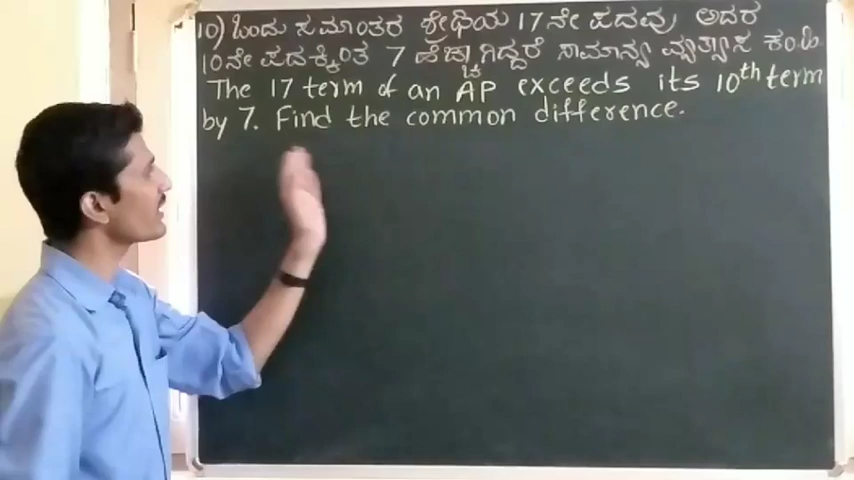 10) ಒಂದು ಸಮಾಂತರ ಶ್ರೇಢಿಯ 17ನೇ ಪದವು ಅದರ
10ನೇ ಪದಕ್ಕಿಂತ 7 ಹೆಚ್ಚಾಗಿದ್ದರೆ ಸಾಮಾನ್ಯ ವ್ಯತ್ಯಾಸ ಕಂ.ಹಿ.
The 17 term of an AP exceeds its 10th term
by 7. Find the common difference.